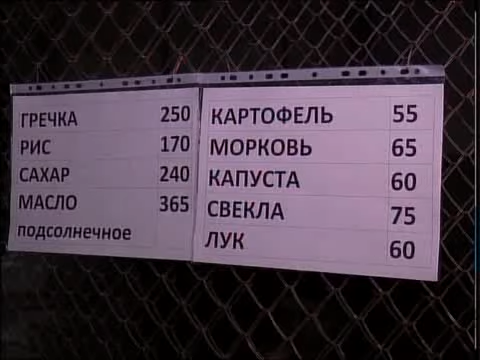 ГРЕЧКА 250
РИС 170
САХАР 240
МАСЛО 365
подсолнечное
КАРТОФЕЛЬ 55
МОРКОВЬ 65
КАПУСТА 60
СВЕКЛА 75
ЛУК 60